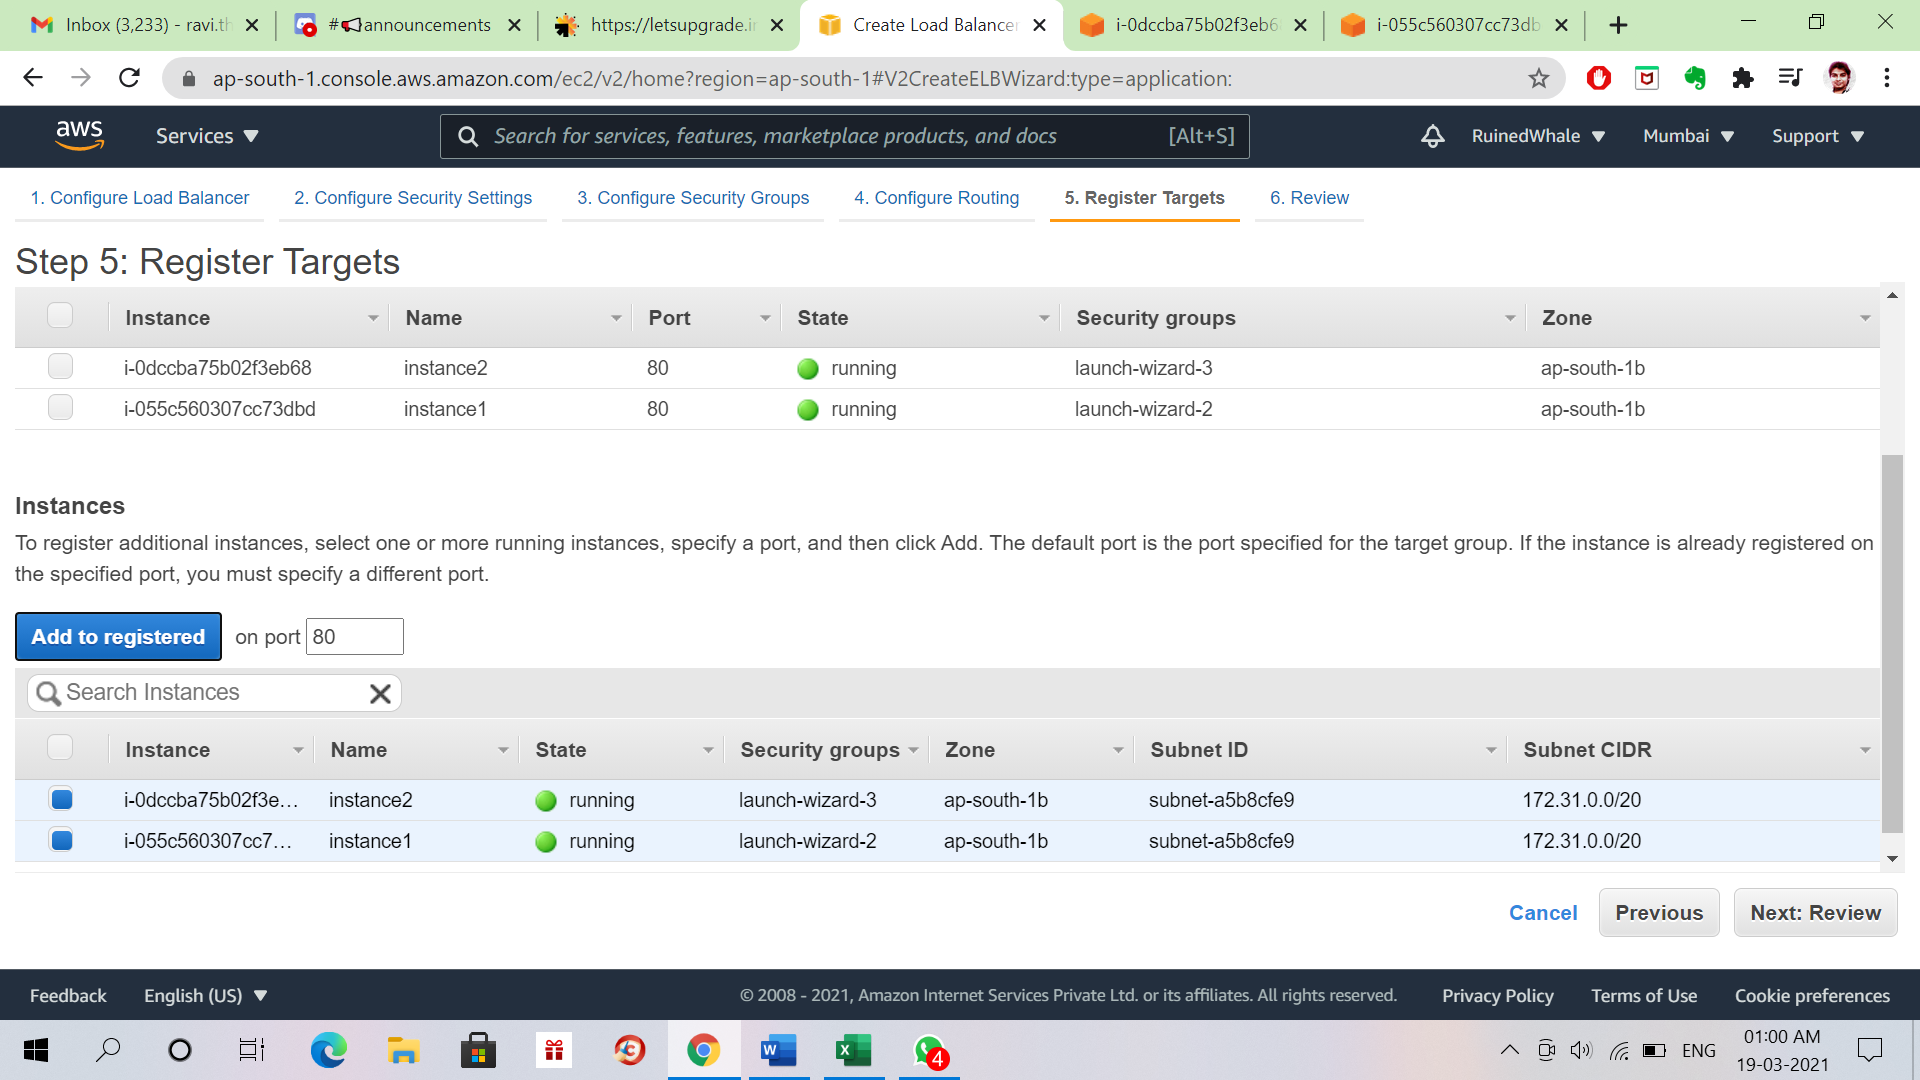 Inbox (3,233) - ravi.th
#📢announcements
https://letsupgrade.in
Create Load Balancer
i-0dccba75b02f3eb68
i-055c560307cc73db
ap-south-1.console.aws.amazon.com/ec2/v2/home?region=ap-south-1#V2CreateELBWizard:type=application:
aws
Services
Search for services, features, marketplace products, and docs
[Alt+S]
RuinedWhale
Mumbai
Support
1. Configure Load Balancer
2. Configure Security Settings
3. Configure Security Groups
4. Configure Routing
5. Register Targets
6. Review
Step 5: Register Targets
Instance Name Port State Security groups Zone
i-0dccba75b02f3eb68 instance2 80 running launch-wizard-3 ap-south-1b
i-055c560307cc73dbd instance1 80 running launch-wizard-2 ap-south-1b
Instances
To register additional instances, select one or more running instances, specify a port, and then click Add. The default port is the port specified for the target group. If the instance is already registered on
the specified port, you must specify a different port.
Add to registered on port 80
Search Instances
Instance Name State Security groups Zone Subnet ID Subnet CIDR
i-0dccba75b02f3e... instance2 running launch-wizard-3 ap-south-1b subnet-a5b8cfe9 172.31.0.0/20
i-055c560307cc7... instance1 running launch-wizard-2 ap-south-1b subnet-a5b8cfe9 172.31.0.0/20
Cancel Previous Next: Review
Feedback English (US) © 2008 - 2021, Amazon Internet Services Private Ltd. or its affiliates. All rights reserved. Privacy Policy Terms of Use Cookie preferences
4
ENG
01:00 AM
19-03-2021